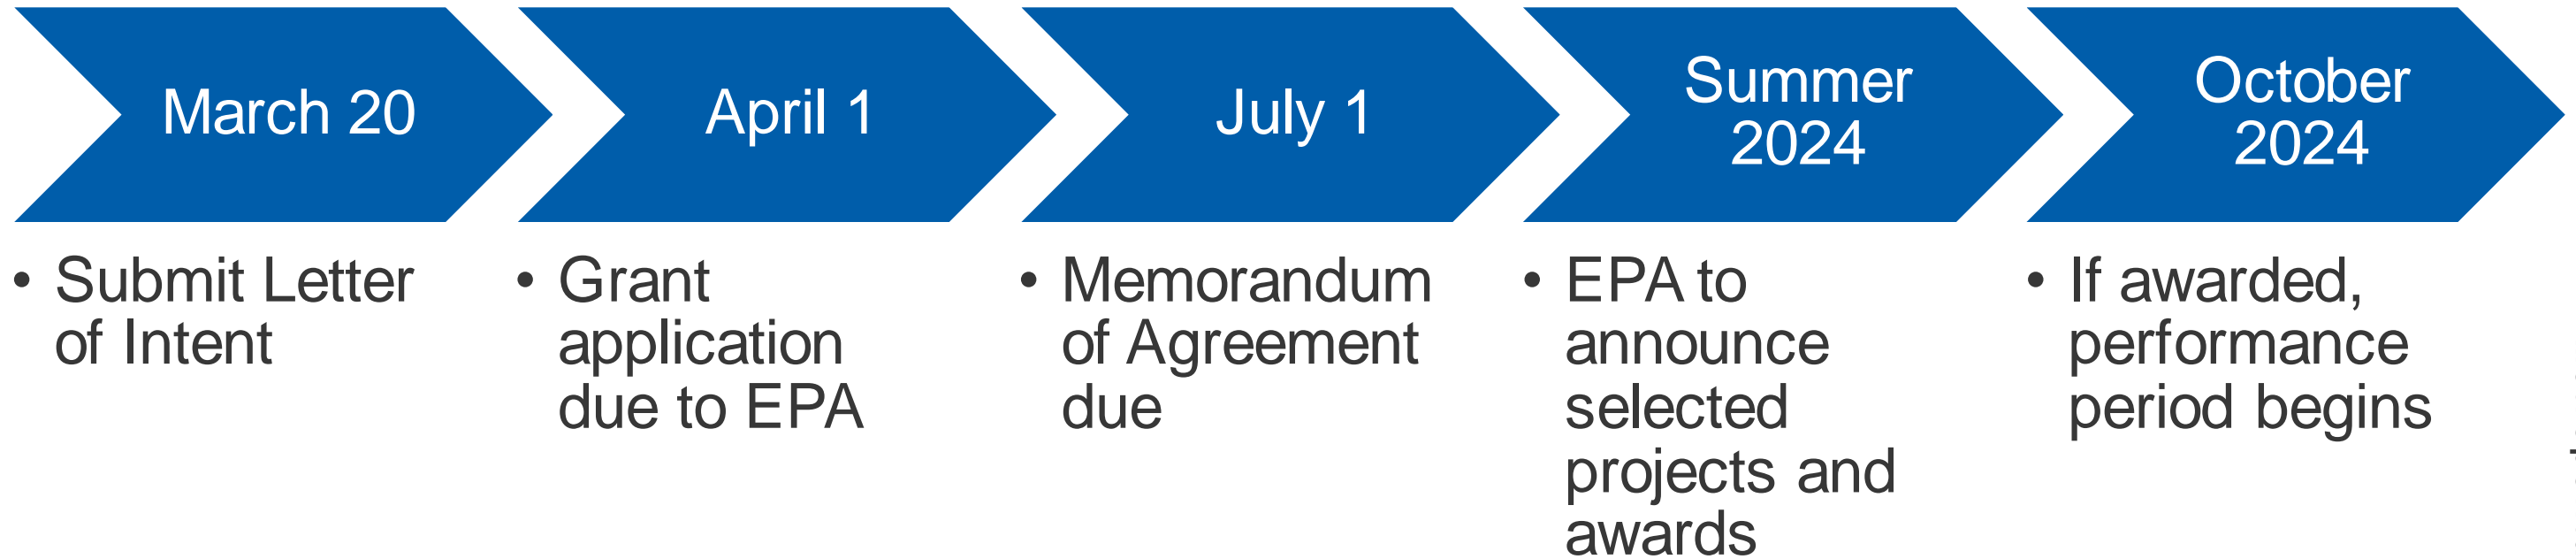 March 20
• Submit Letter
of Intent
April 1
• Grant
application
due to EPA
July 1
• Memorandum
of Agreement
due
Summer
2024
• EPA to
announce
selected
projects and
awards
October
2024
• If awarded,
performance
period begins